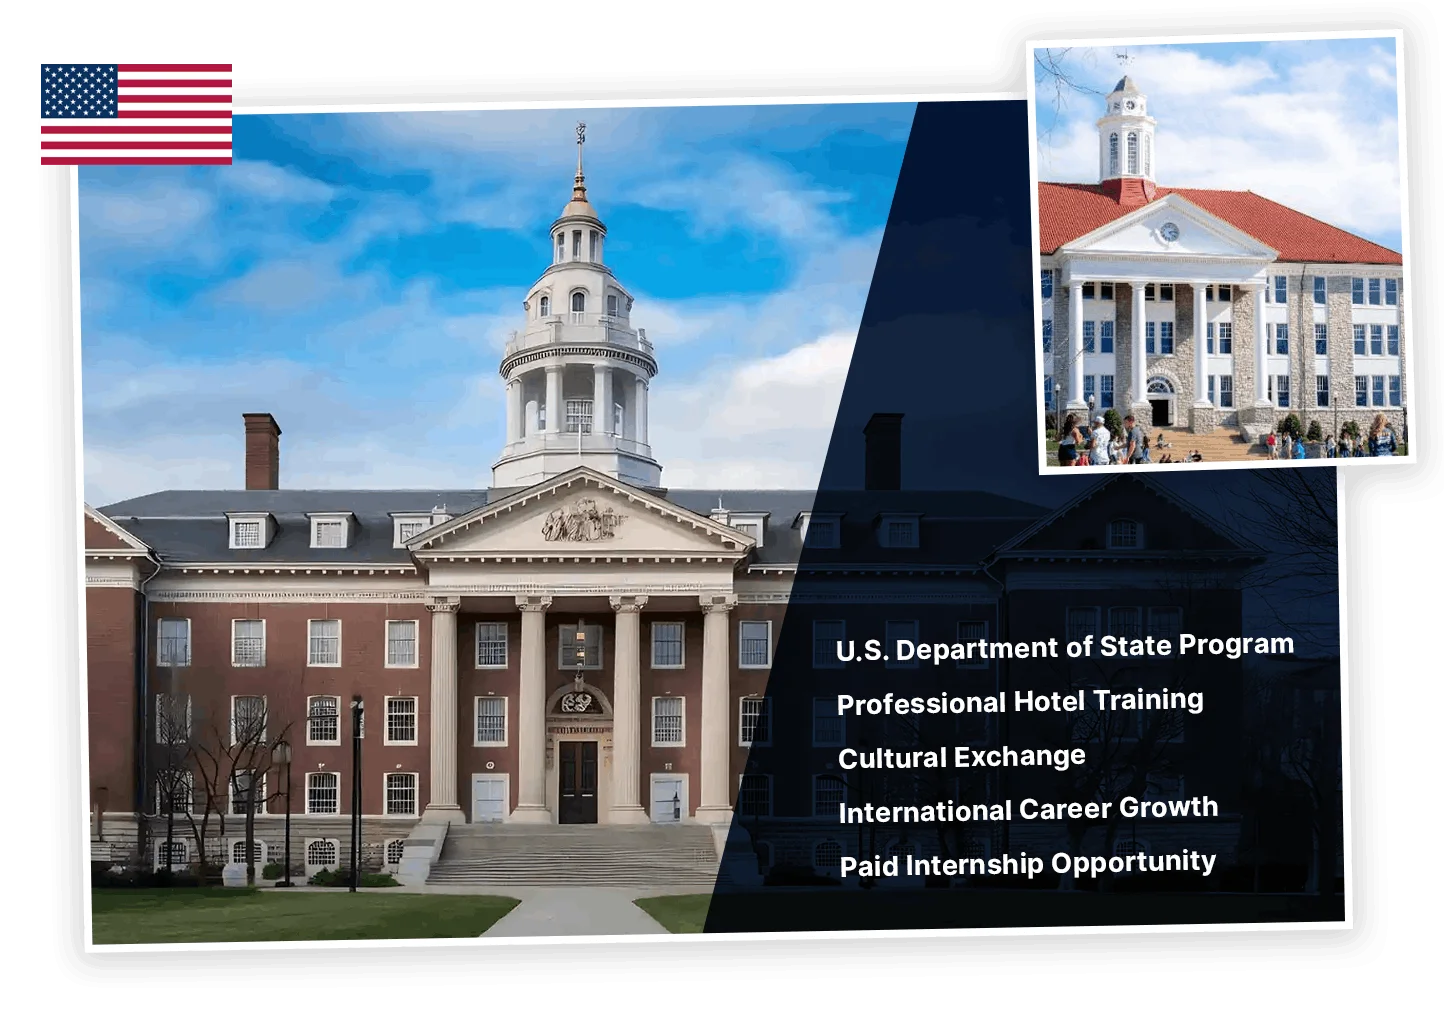 U.S. Department of State Program
Professional Hotel Training
Cultural Exchange
International Career Growth
Paid Internship Opportunity